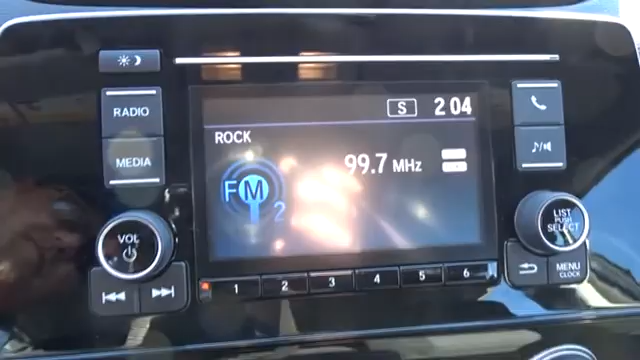 RADIO
MEDIA
VOL
S 2 04
ROCK
99.7 MHz
FM 2
1 2 3 4 5 6
LIST
PUSH
SELECT
MENU
CLOCK